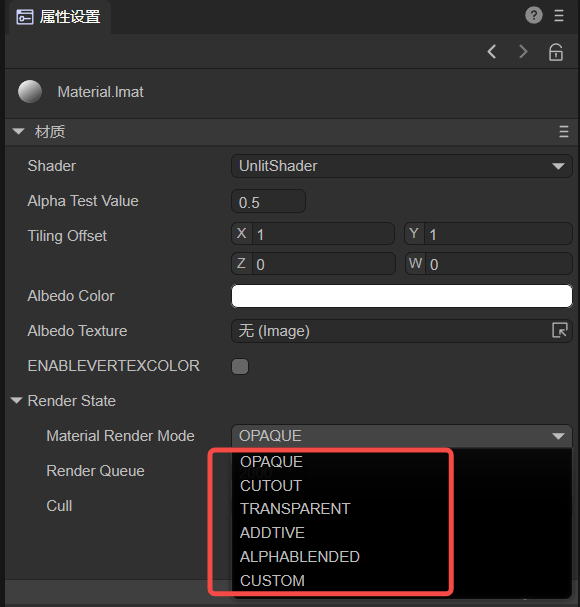 属性设置
?
Material.lmat
材质
Shader UnlitShader
Alpha Test Value 0.5
Tiling Offset X 1 Y 1
Z 0 W 0
Albedo Color
Albedo Texture 无 (Image)
ENABLEVERTEXCOLOR
Render State
Material Render Mode OPAQUE
OPAQUE
Render Queue
CUTOUT
TRANSPARENT
Cull
ADDTIVE
ALPHABLENDED
CUSTOM